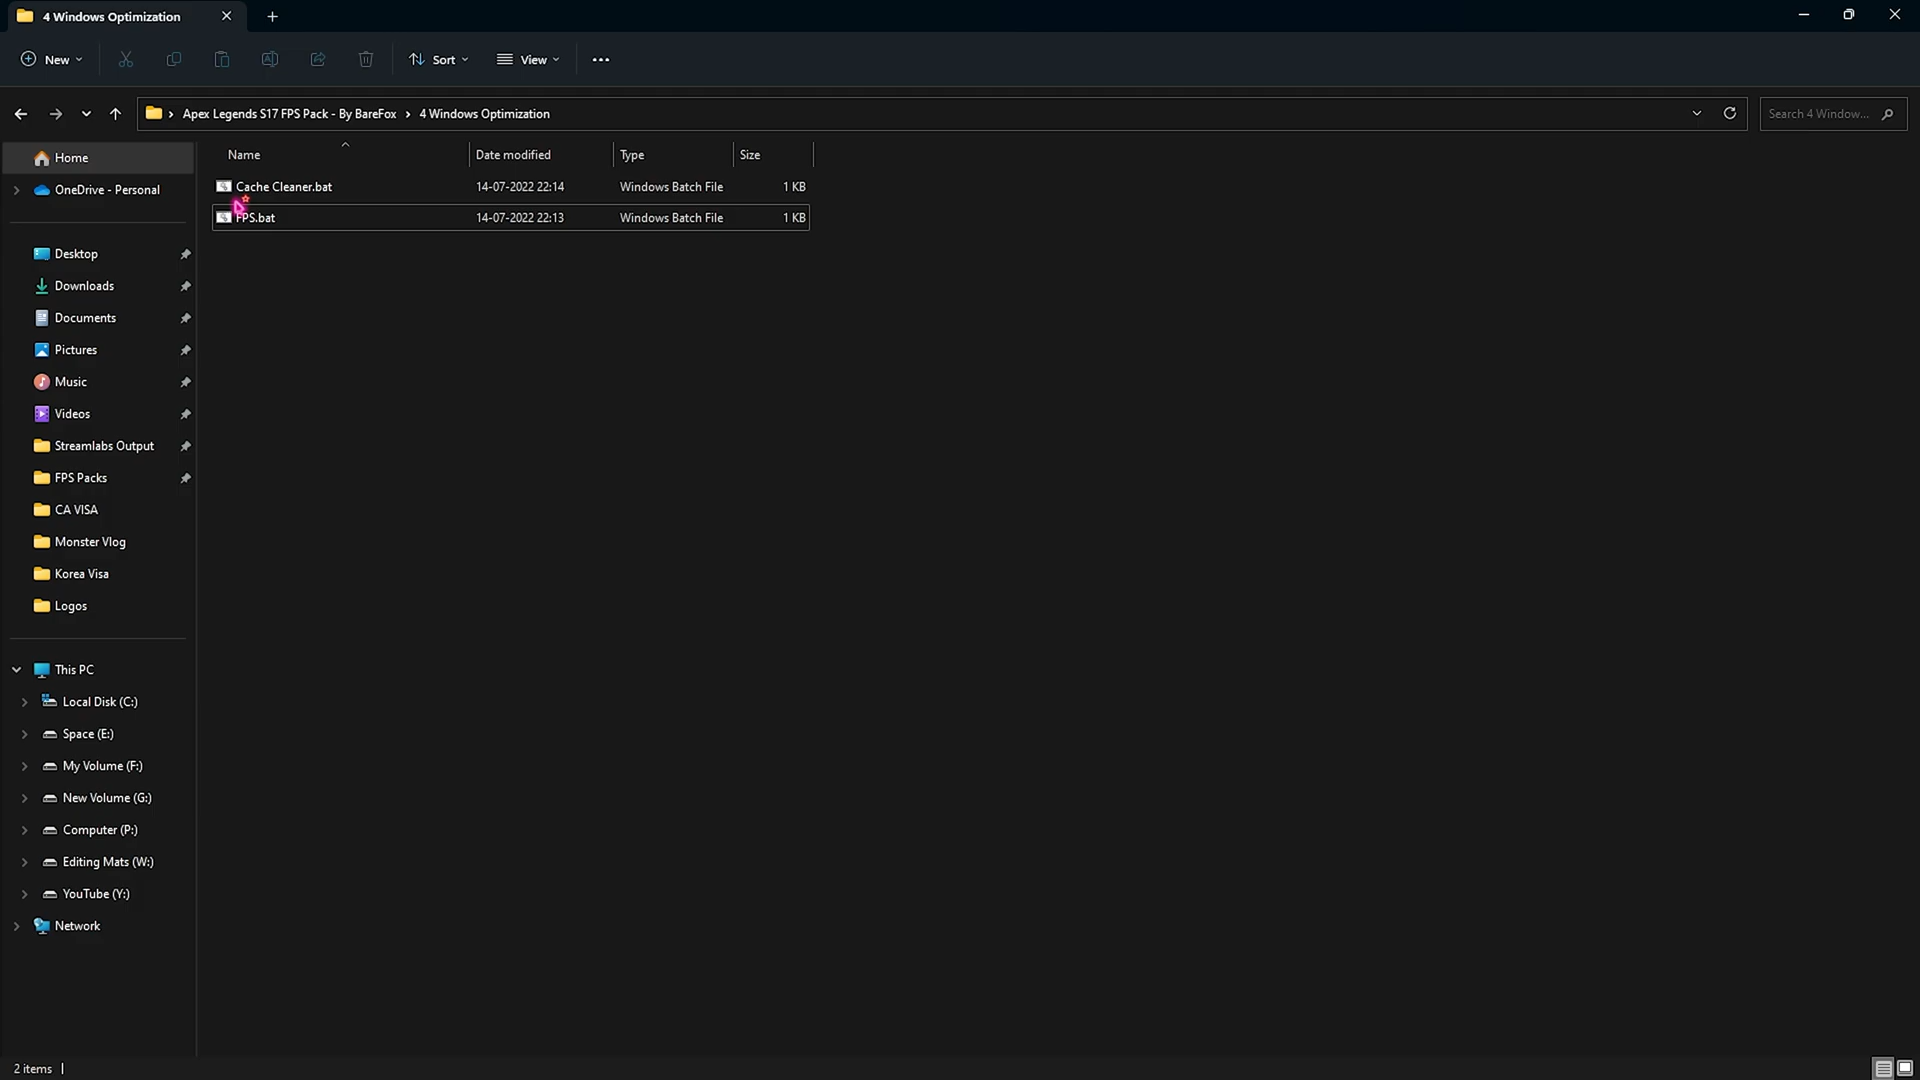 4 Windows Optimization
New
Sort
View
Apex Legends S17 FPS Pack - By BareFox > 4 Windows Optimization
Search 4 Window...
Name
Date modified
Type
Size
Cache Cleaner.bat
14-07-2022 22:14
Windows Batch File
1 KB
FPS.bat
14-07-2022 22:13
Windows Batch File
1 KB
Home
OneDrive - Personal
Desktop
Downloads
Documents
Pictures
Music
Videos
Streamlabs Output
FPS Packs
CA VISA
Monster Vlog
Korea Visa
Logos
This PC
Local Disk (C:)
Space (E:)
My Volume (F:)
New Volume (G:)
Computer (P:)
Editing Mats (W:)
YouTube (Y:)
Network
2 items